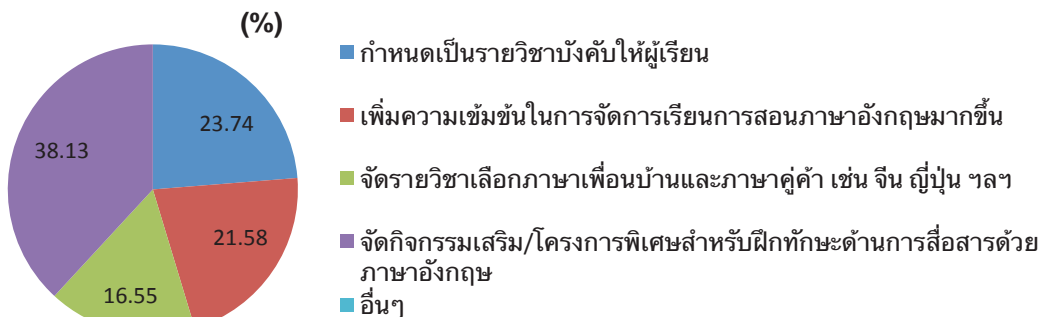 (%)
23.74
21.58
16.55
38.13
กำหนดเป็นรายวิชาบังคับให้ผู้เรียน
เพิ่มความเข้มข้นในการจัดการเรียนการสอนภาษาอังกฤษมากขึ้น
จัดรายวิชาเลือกภาษาเพื่อนบ้านและภาษาคู่ค้า เช่น จีน ญี่ปุ่น ฯลฯ
จัดกิจกรรมเสริม/โครงการพิเศษสำหรับฝึกทักษะด้านการสื่อสารด้วย
ภาษาอังกฤษ
อื่นๆ